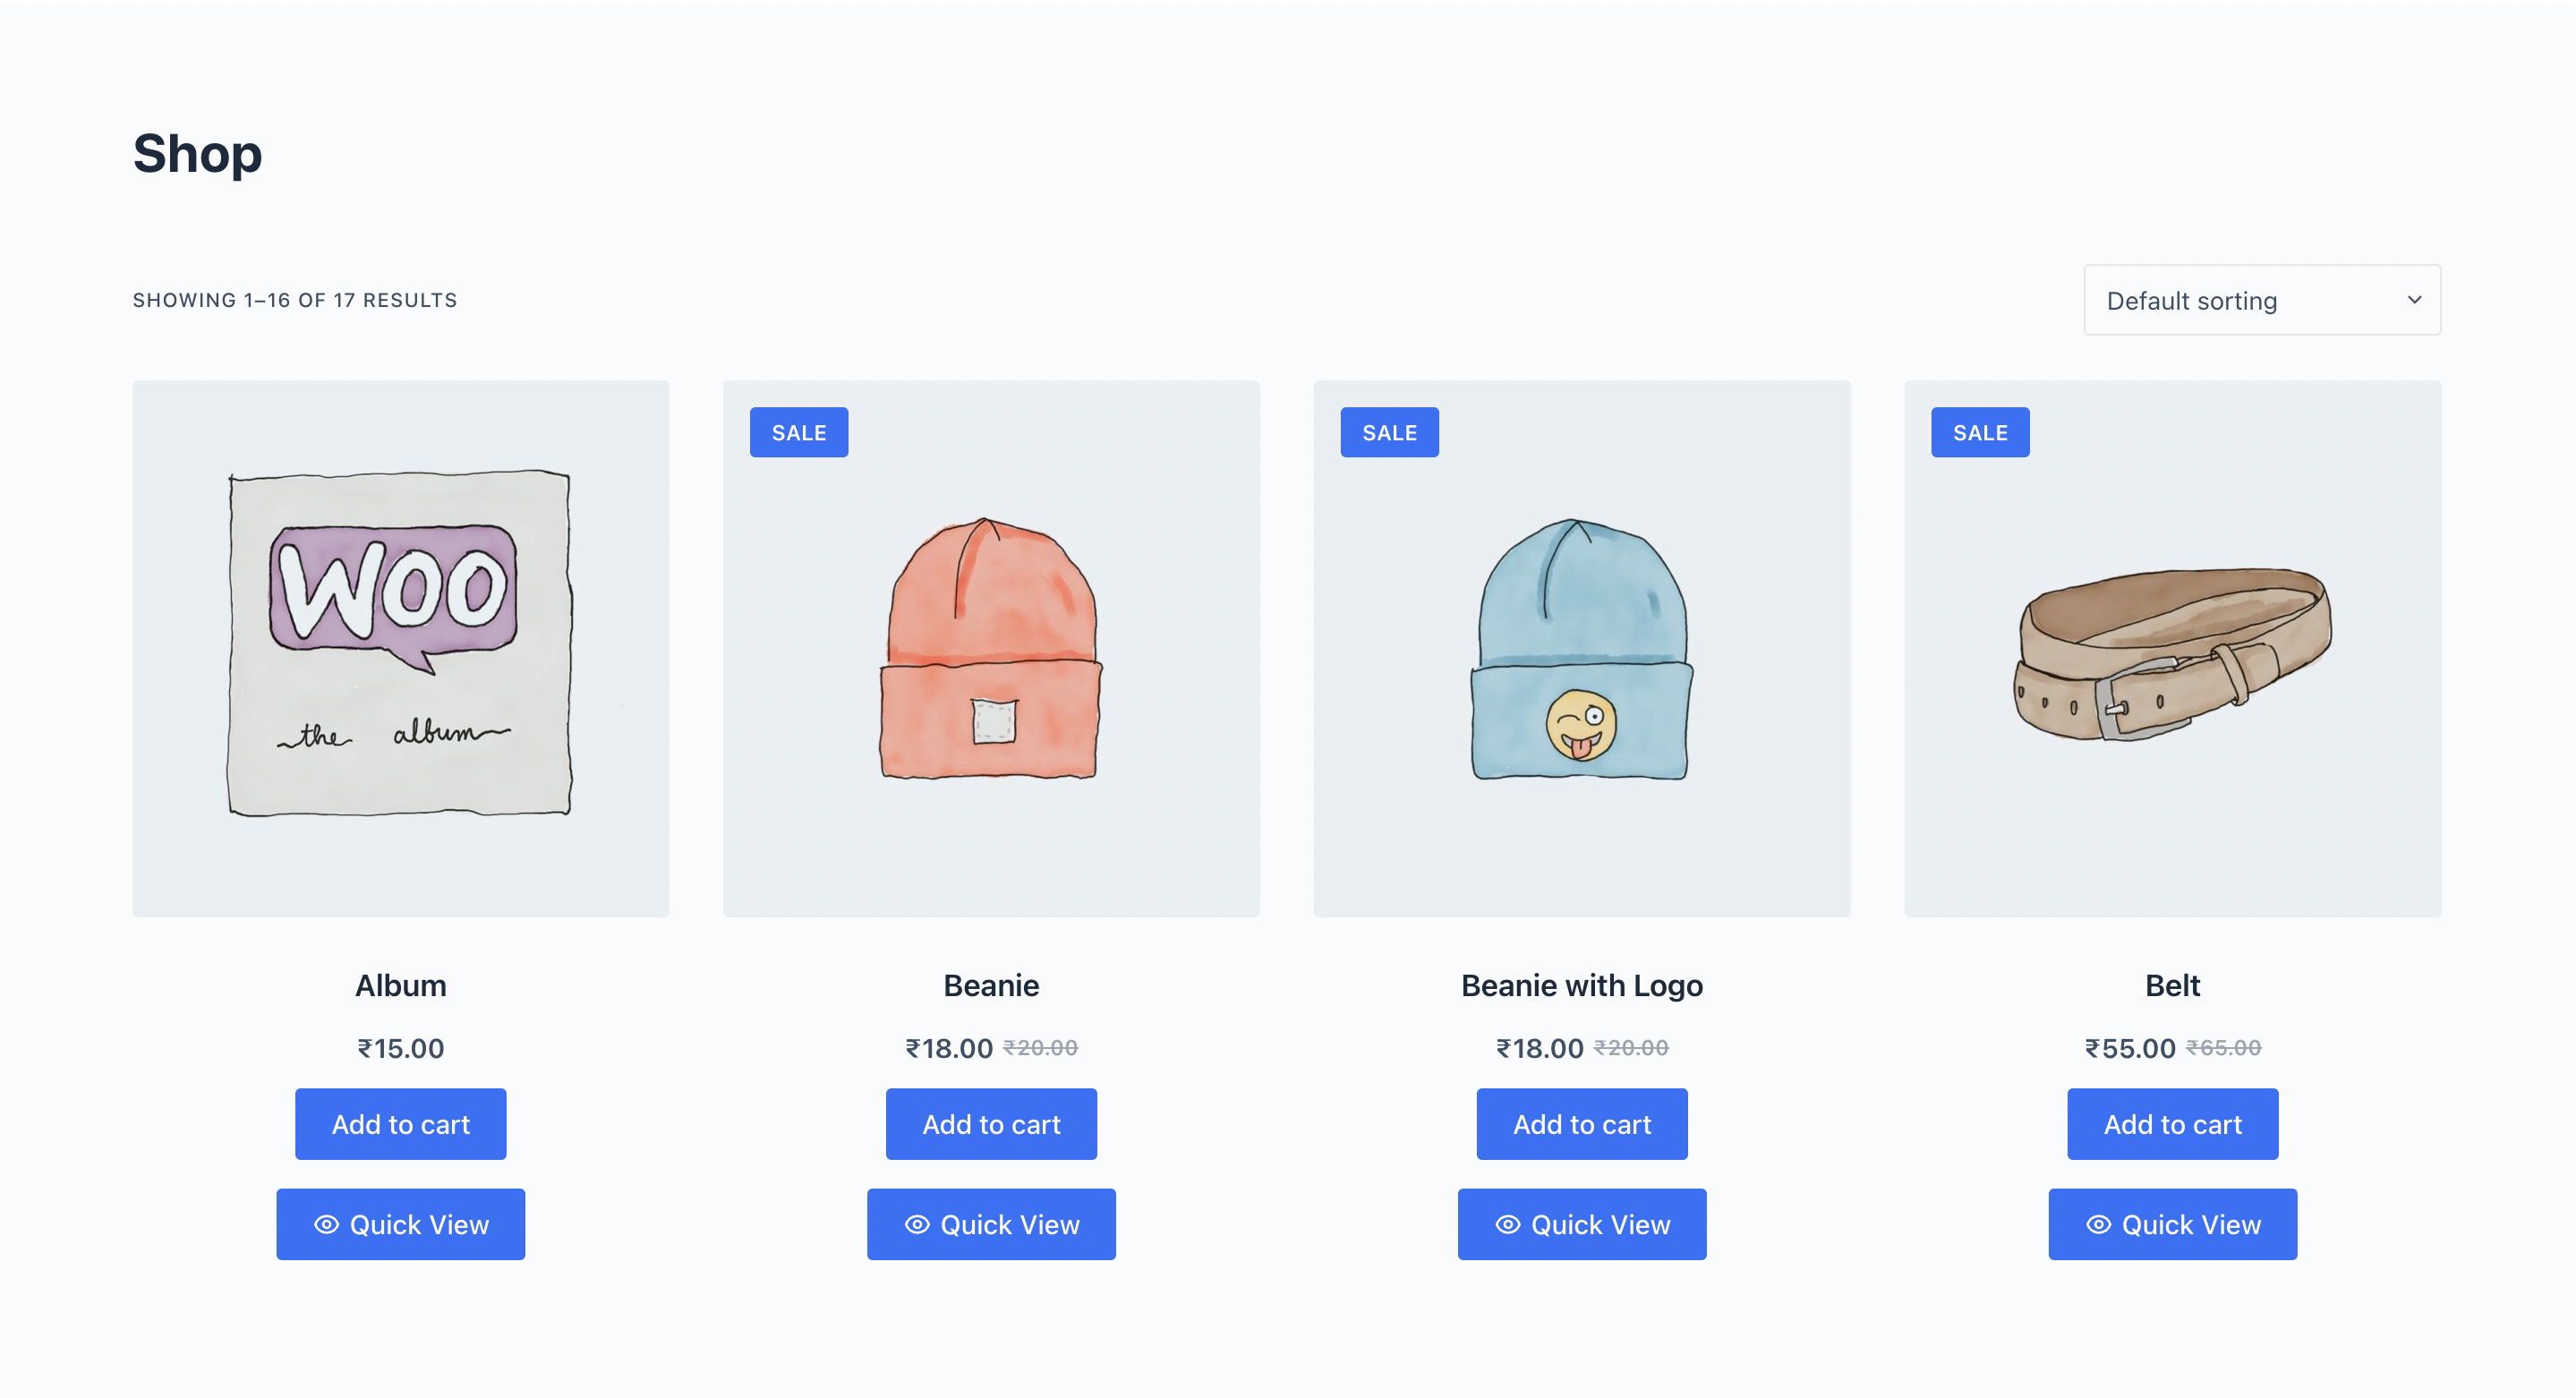 Shop
SHOWING 1–16 OF 17 RESULTS
Default sorting
SALE
SALE
SALE
WOO
the album
Album
Beanie
Beanie with Logo
Belt
₹15.00
₹18.00 ₹20.00
₹18.00 ₹20.00
₹55.00 ₹65.00
Add to cart
Add to cart
Add to cart
Add to cart
Quick View
Quick View
Quick View
Quick View